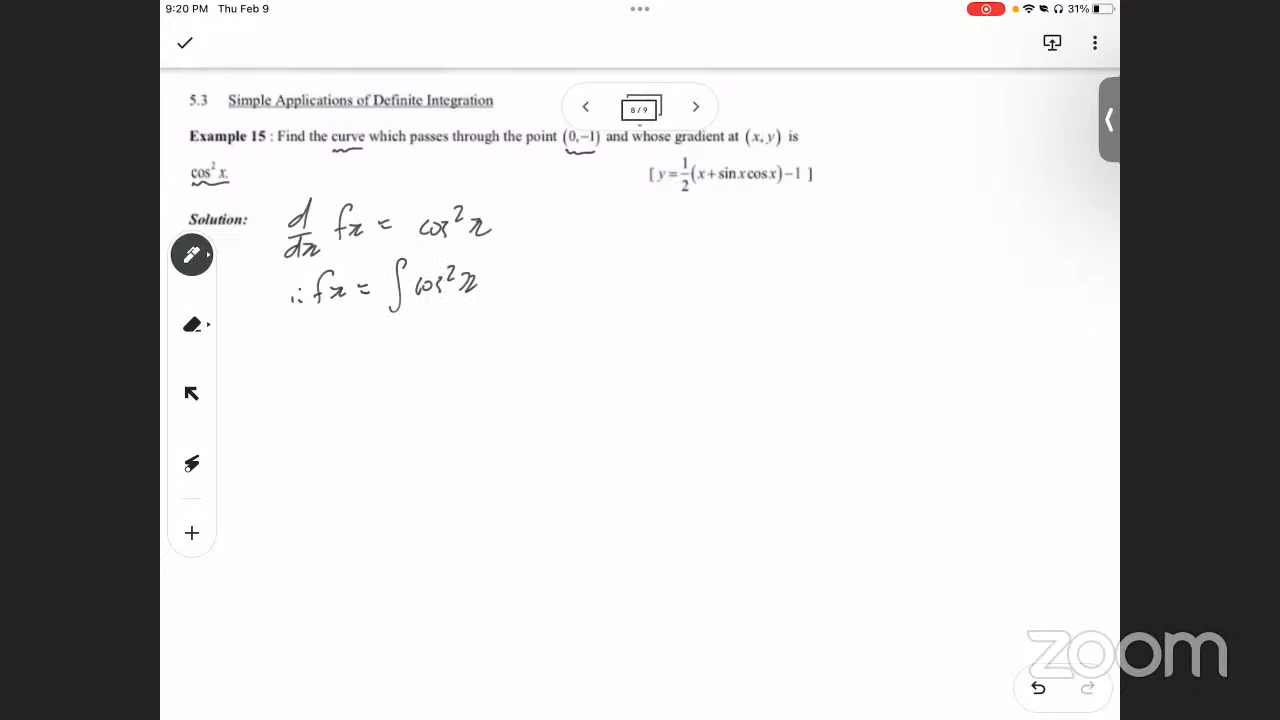 9:20 PM Thu Feb 9
31%
5.3 Simple Applications of Definite Integration
8 / 9
Example 15 : Find the curve which passes through the point (0,−1) and whose gradient at (x, y) is
cos² x.
[ y = 1/2 (x + sin x cos x) − 1 ]
Solution:
d/dx fx = cos² x
∴ fx = ∫ cos² x
zoom